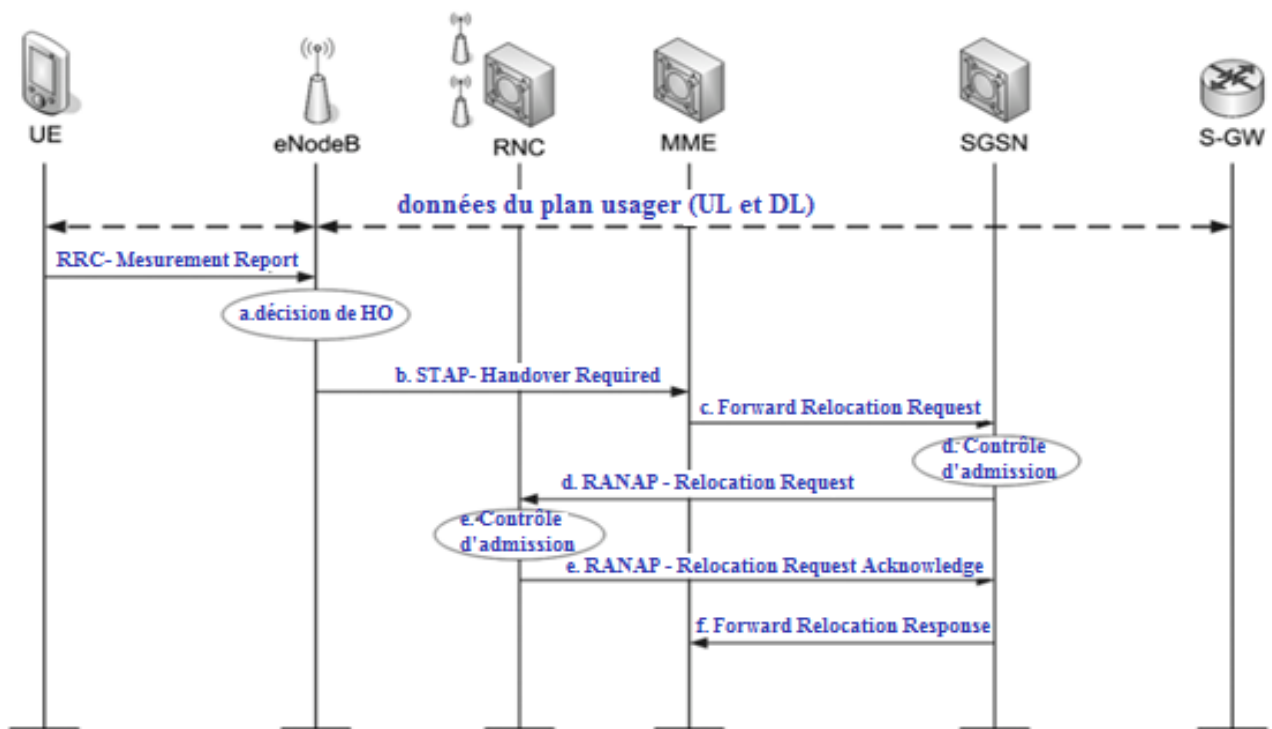 UE
eNodeB
RNC
MME
SGSN
S-GW
données du plan usager (UL et DL)
RRC- Mesurement Report
a.décision de HO
b. STAP- Handover Required
c. Forward Relocation Request
d. Contrôle
d'admission
d. RANAP - Relocation Request
e. Contrôle
d'admission
e. RANAP - Relocation Request Acknowledge
f. Forward Relocation Response